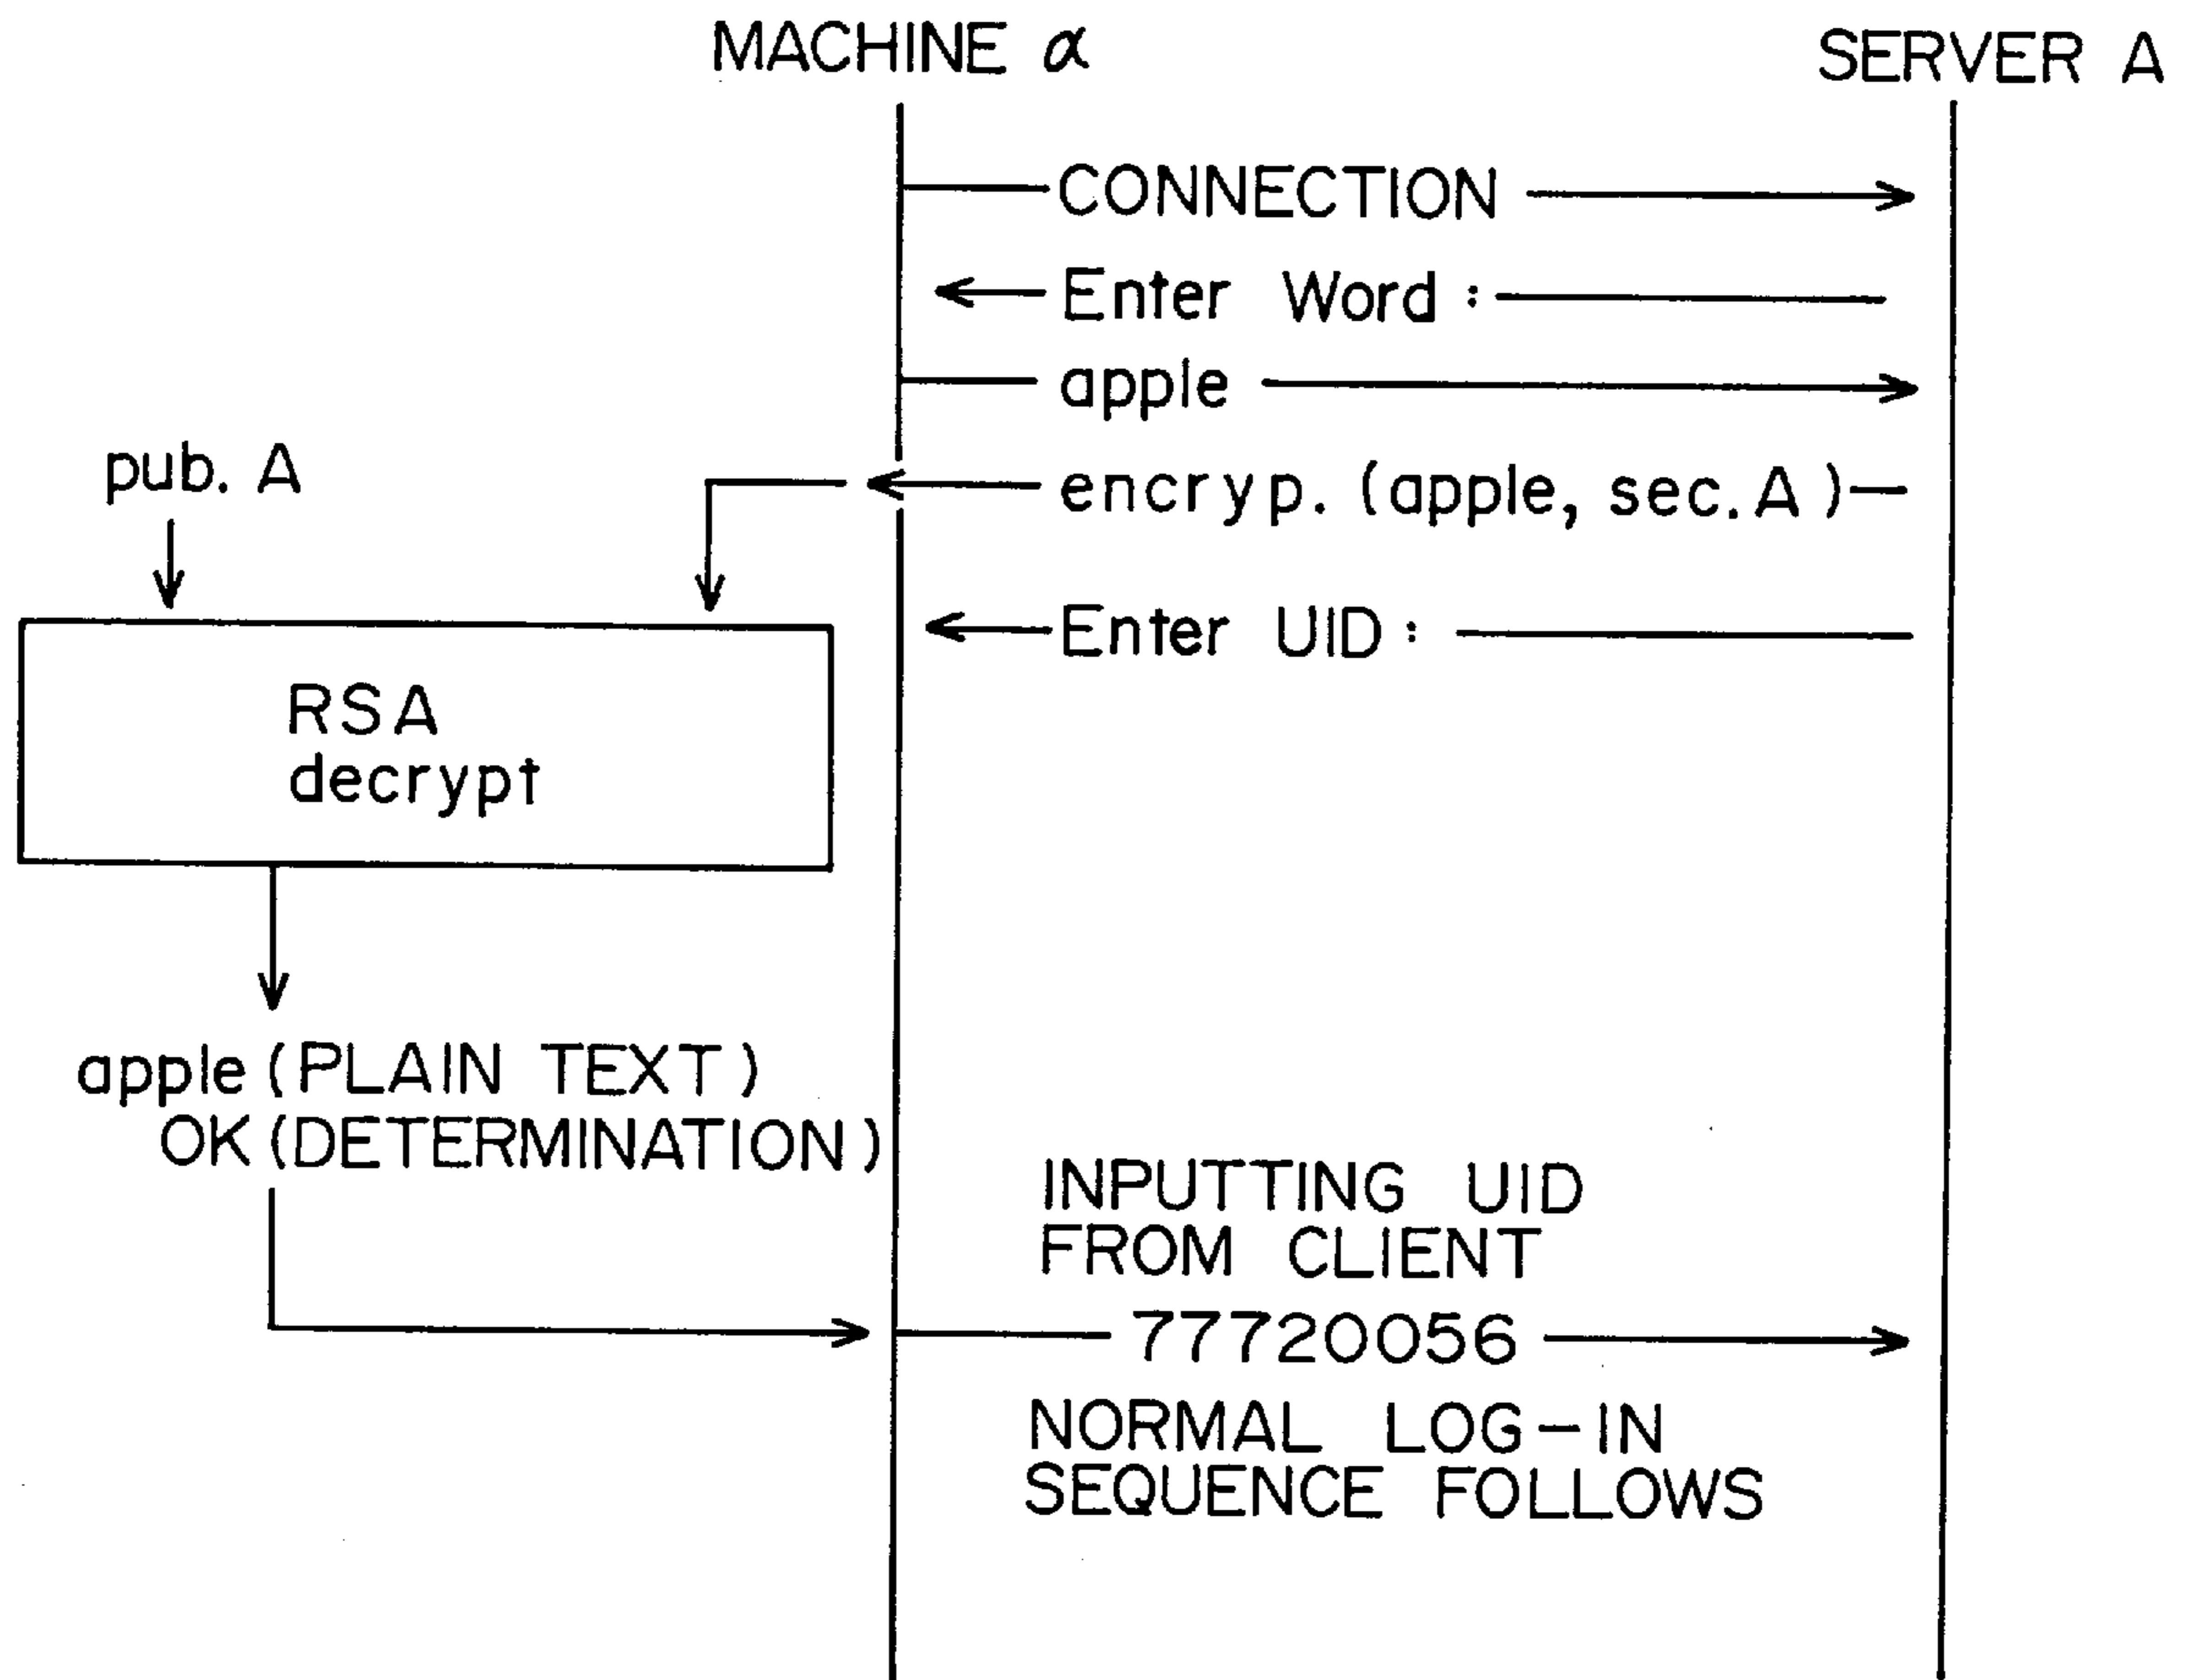 MACHINE α
SERVER A
CONNECTION
Enter Word :
apple
pub. A
encryp. (apple, sec. A )
Enter UID :
RSA
decrypt
apple (PLAIN TEXT )
OK (DETERMINATION )
INPUTTING UID
FROM CLIENT
77720056
NORMAL LOG-IN
SEQUENCE FOLLOWS